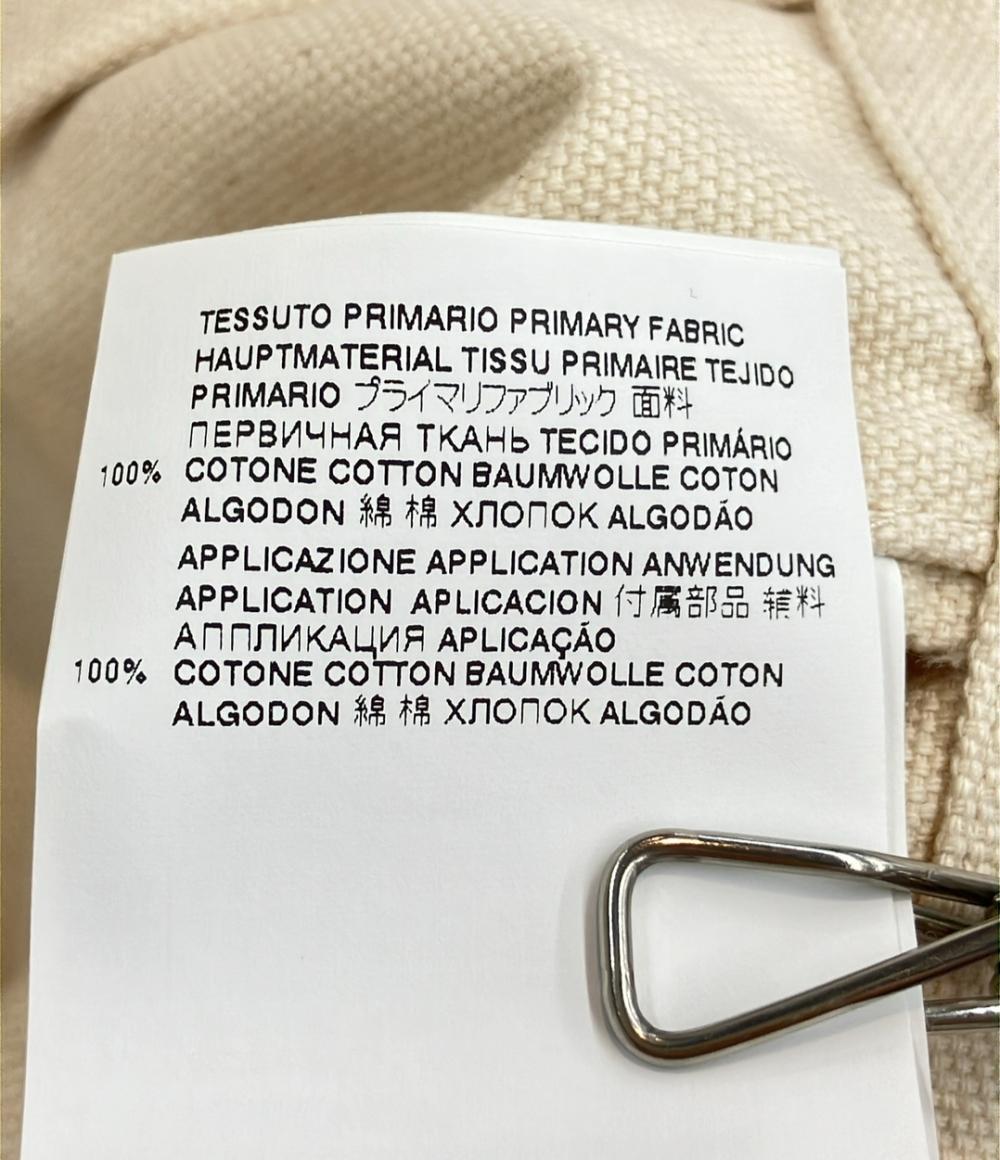 TESSUTO PRIMARIO PRIMARY FABRIC
HAUPTMATERIAL TISSU PRIMAIRE TEJIDO
PRIMARIO プライマリファブリック 面料
ПЕРВИЧНАЯ ТКАНЬ TECIDO PRIMÁRIO
100% COTONE COTTON BAUMWOLLE COTON
ALGODON 綿 棉 ХЛОПОК ALGODÃO
APPLICAZIONE APPLICATION ANWENDUNG
APPLICATION APLICACION 付属部品 辅料
АППЛИКАЦИЯ APLICAÇÃO
100% COTONE COTTON BAUMWOLLE COTON
ALGODON 綿 棉 ХЛОПОК ALGODÃO